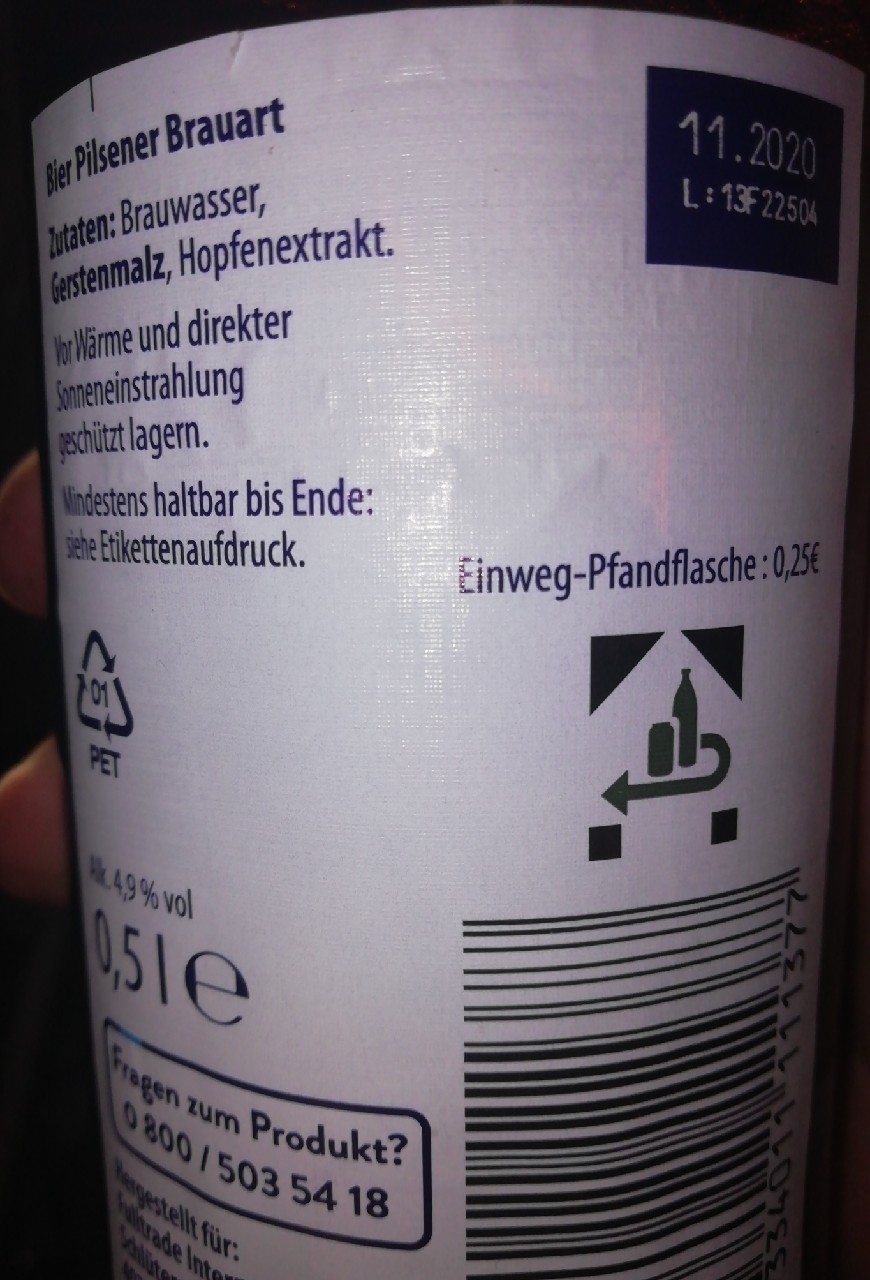 Bier Pilsener Brauart
Zutaten: Brauwasser,
Gerstenmalz, Hopfenextrakt.
Vor Wärme und direkter
Sonneneinstrahlung
geschützt lagern.
Mindestens haltbar bis Ende:
siehe Etikettenaufdruck.
11.2020
L:13F22504
Einweg-Pfandflasche: 0,25€
01
PET
Alk. 4,9 % vol
0,5 l e
Fragen zum Produkt?
0 800 / 503 54 18
Hergestellt für:
Fulltrade
334011111377